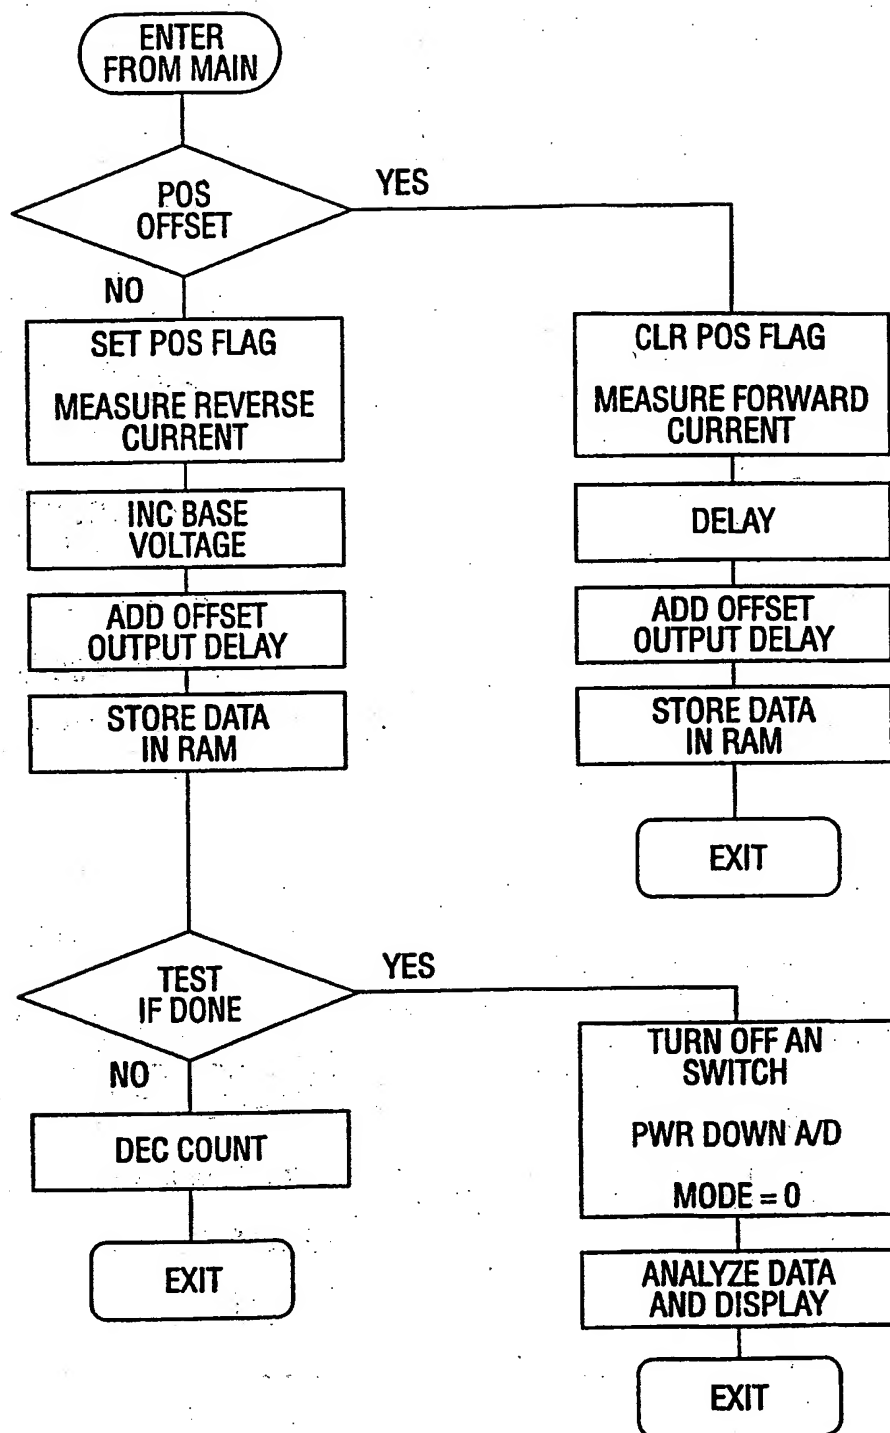 ENTER
FROM MAIN
POS
OFFSET
YES
NO
SET POS FLAG
MEASURE REVERSE
CURRENT
INC BASE
VOLTAGE
ADD OFFSET
OUTPUT DELAY
STORE DATA
IN RAM
CLR POS FLAG
MEASURE FORWARD
CURRENT
DELAY
ADD OFFSET
OUTPUT DELAY
STORE DATA
IN RAM
EXIT
TEST
IF DONE
YES
NO
DEC COUNT
EXIT
TURN OFF AN
SWITCH
PWR DOWN A/D
MODE = 0
ANALYZE DATA
AND DISPLAY
EXIT